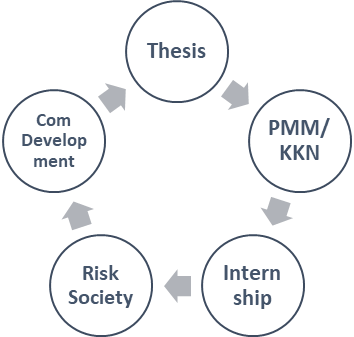 Thesis
PMM/
KKN
Intern
ship
Risk
Society
Com
Develop
ment